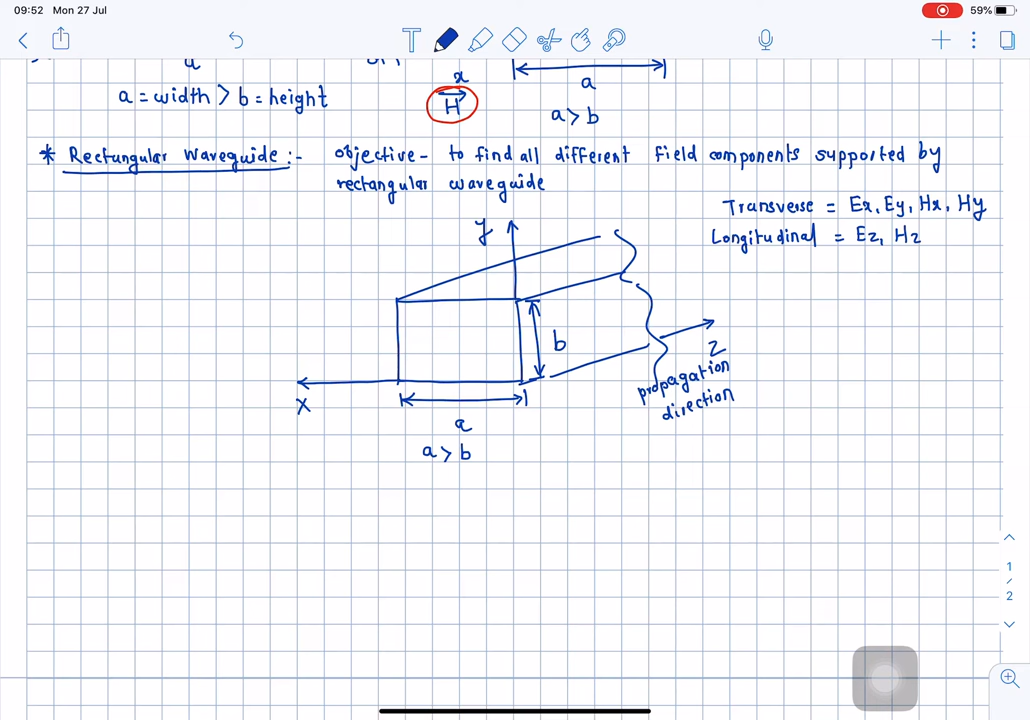 09:52 Mon 27 Jul
59%
T
a
a = width > b = height
x
H
a
a > b
* Rectangular Waveguide :- objective - to find all different field components supported by
rectangular waveguide
Transverse = Ex, Ey, Hx, Hy
Longitudinal = Ez, Hz
y
b
z
propagation
direction
X
a
a > b
1
/
2